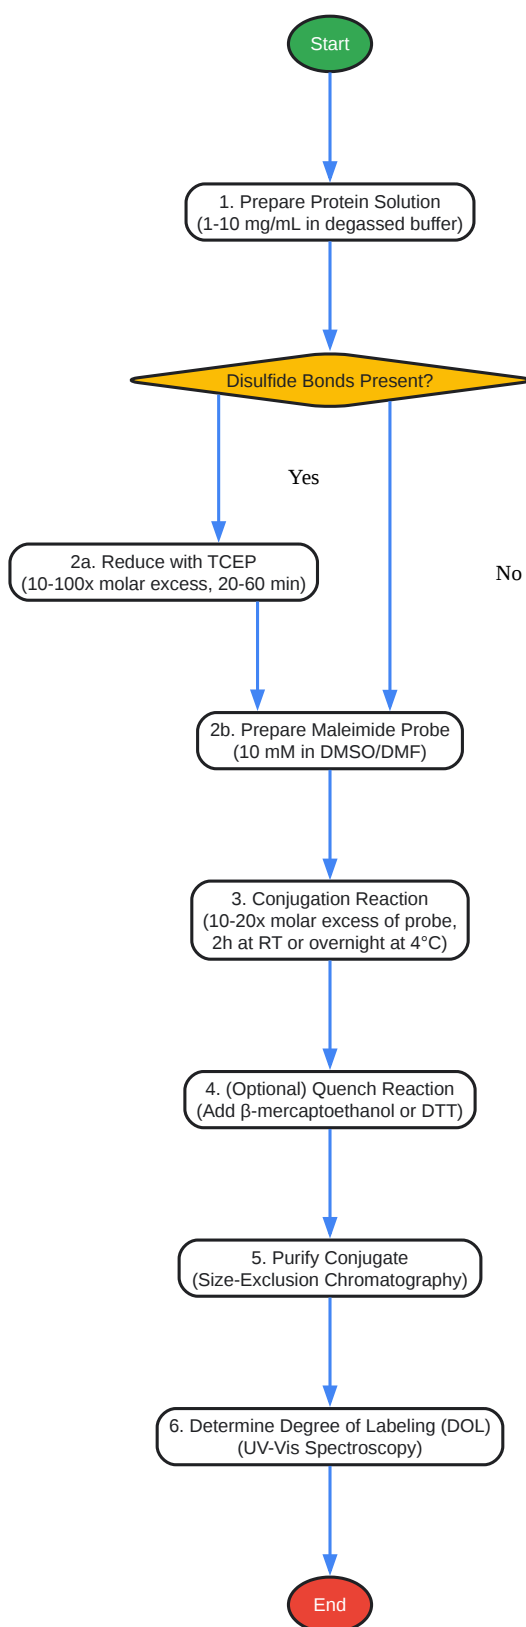 Start
1. Prepare Protein Solution
(1-10 mg/mL in degassed buffer)
Disulfide Bonds Present?
Yes
2a. Reduce with TCEP
(10-100x molar excess, 20-60 min)
No
2b. Prepare Maleimide Probe
(10 mM in DMSO/DMF)
3. Conjugation Reaction
(10-20x molar excess of probe,
2h at RT or overnight at 4°C)
4. (Optional) Quench Reaction
(Add β-mercaptoethanol or DTT)
5. Purify Conjugate
(Size-Exclusion Chromatography)
6. Determine Degree of Labeling (DOL)
(UV-Vis Spectroscopy)
End